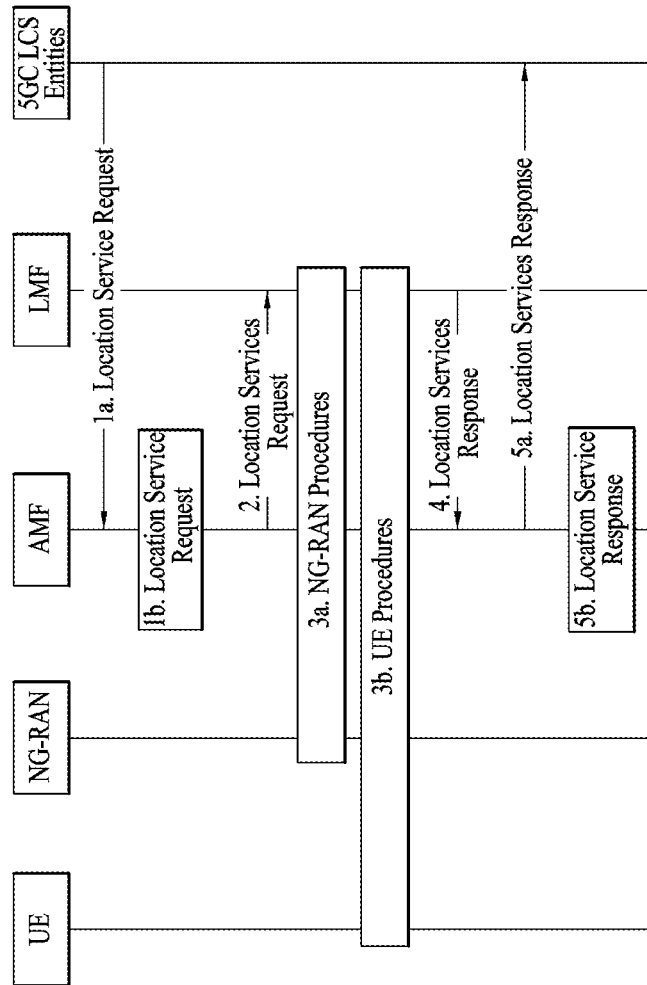 UE
NG-RAN
AMF
LMF
5GC LCS
Entities
1a. Location Service Request
1b. Location Service
Request
2. Location Services
Request
3a. NG-RAN Procedures
3b. UE Procedures
4. Location Services
Response
5a. Location Services Response
5b. Location Service
Response